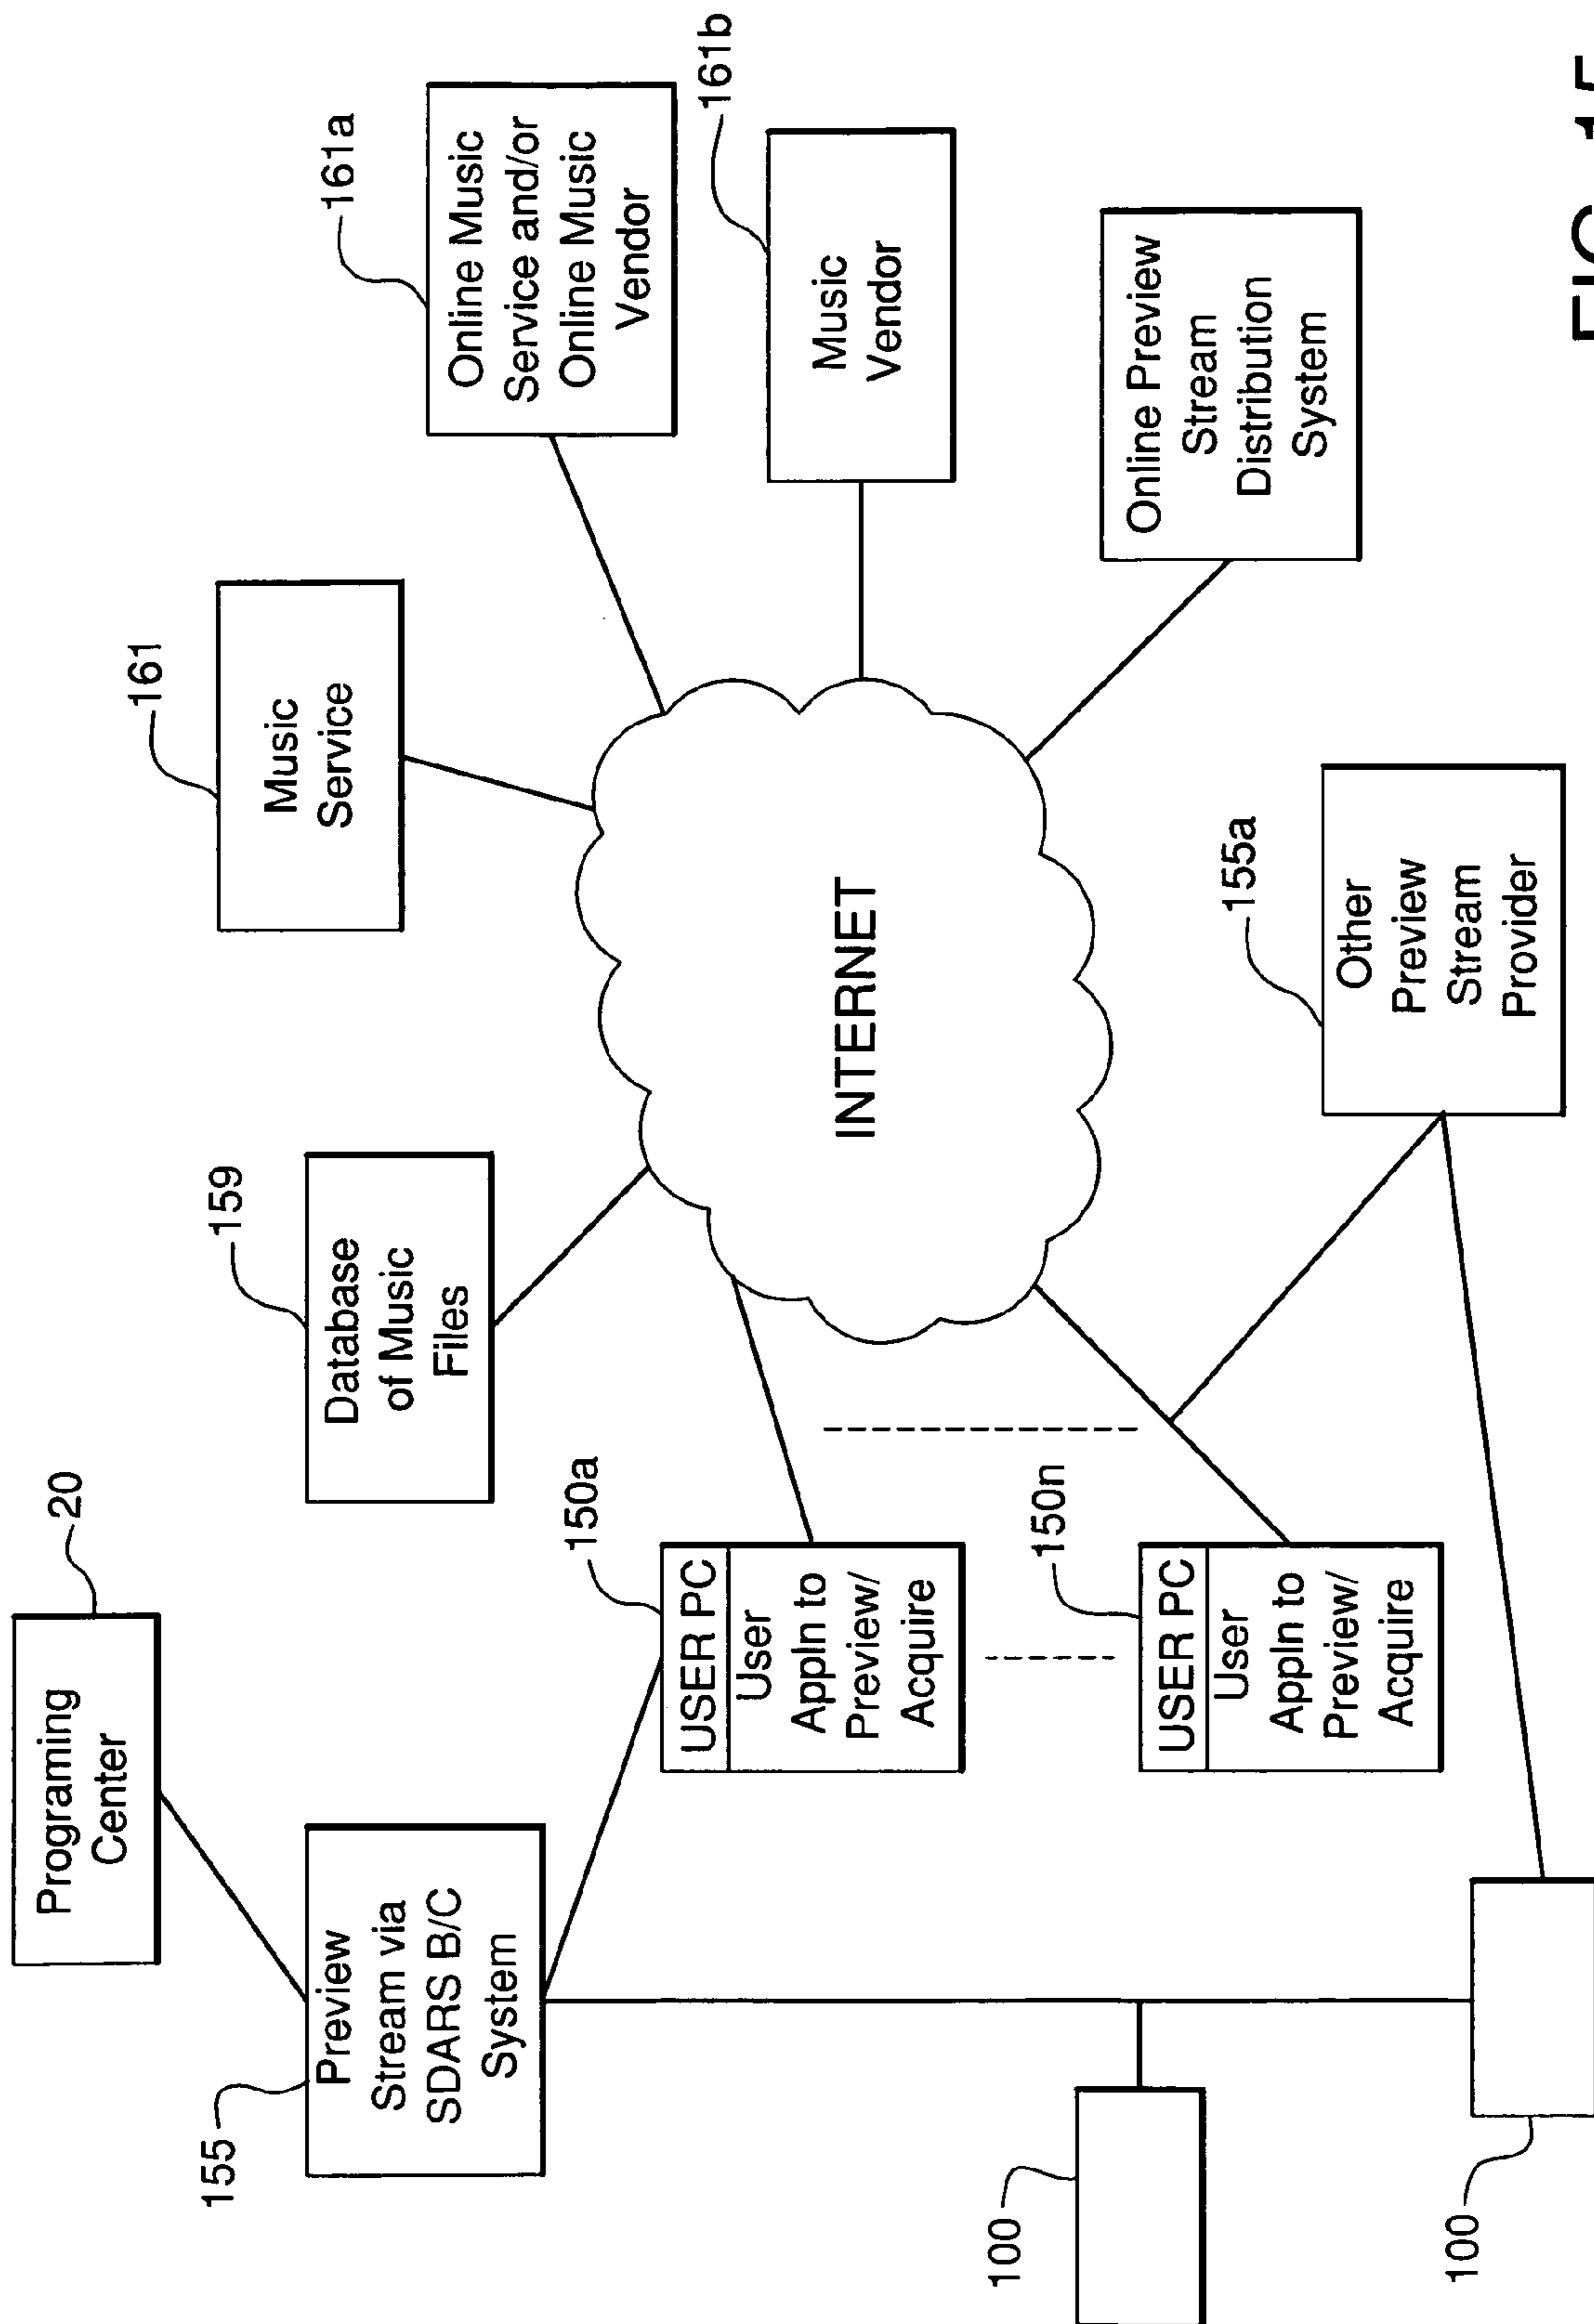 20
Programing
Center
155
Preview
Stream via
SDARS B/C
System
159
Database
of Music
Files
161
Music
Service
161a
Online Music
Service and/or
Online Music
Vendor
161b
Music
Vendor
Online Preview
Stream
Distribution
System
INTERNET
150a
USER PC
User
Appln to
Preview/
Acquire
150n
USER PC
User
Appln to
Preview/
Acquire
155a
Other
Preview
Stream
Provider
100
100